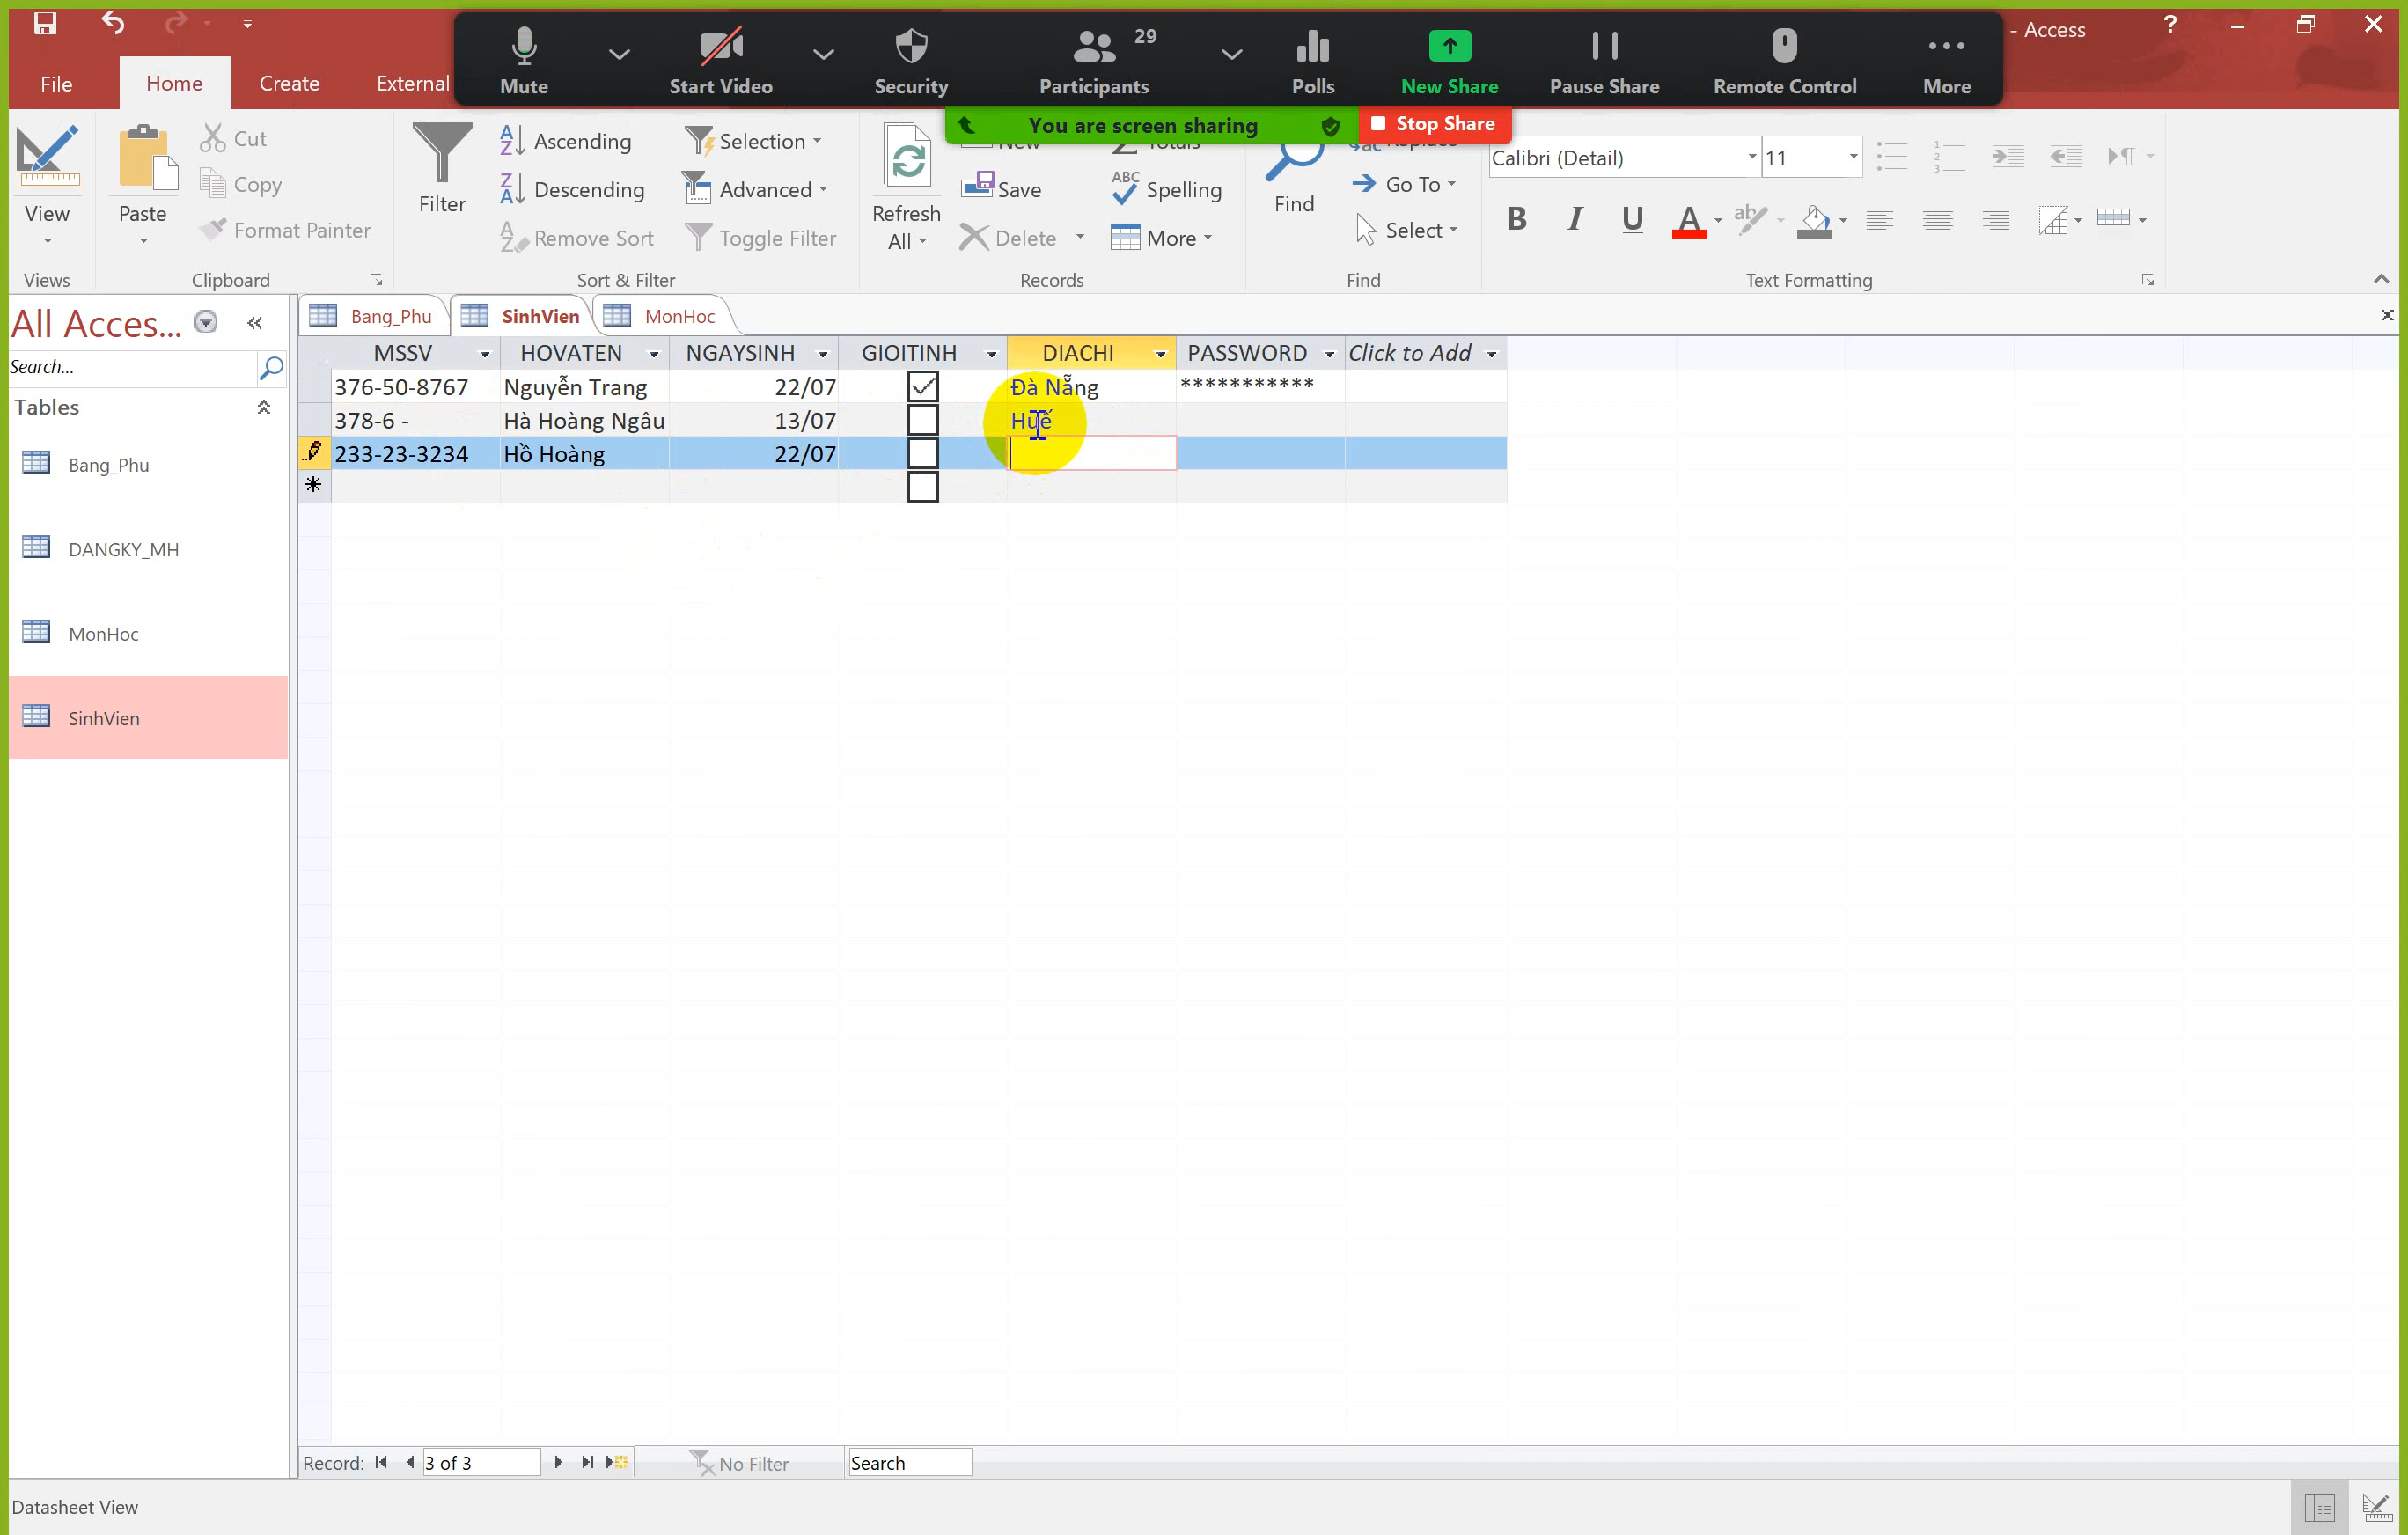 - Access
?
File
Home
Create
External
Mute
Start Video
Security
29
Participants
Polls
New Share
Pause Share
Remote Control
More
You are screen sharing
Stop Share
View
Views
Paste
Cut
Copy
Format Painter
Clipboard
Filter
Ascending
Descending
Remove Sort
Selection
Advanced
Toggle Filter
Sort & Filter
Refresh
All
Save
Delete
Spelling
More
Records
Find
Go To
Select
Find
Calibri (Detail)
11
B I U A
Text Formatting
All Acces...
Search...
Tables
Bang_Phu
DANGKY_MH
MonHoc
SinhVien
Bang_Phu
SinhVien
MonHoc
MSSV HOVATEN NGAYSINH GIOITINH DIACHI PASSWORD Click to Add
376-50-8767 Nguyễn Trang 22/07 Đà Nẵng ***********
378-6 - Hà Hoàng Ngâu 13/07 Huế
233-23-3234 Hồ Hoàng 22/07
Record: 3 of 3 No Filter Search
Datasheet View